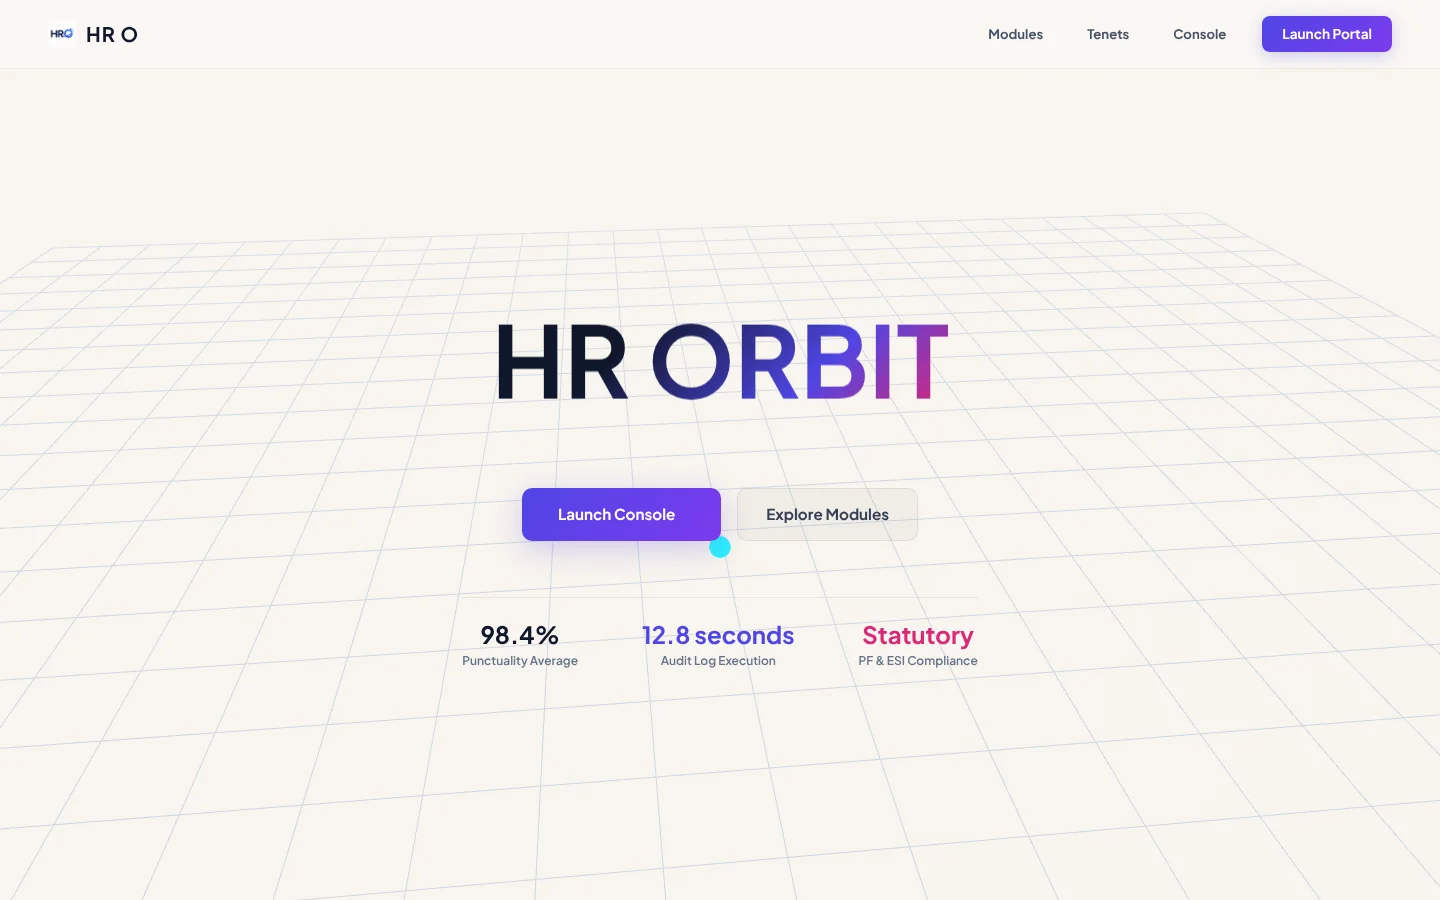 HRO HR O
Modules
Tenets
Console
Launch Portal
HR ORBIT
Launch Console
Explore Modules
98.4%
Punctuality Average
12.8 seconds
Audit Log Execution
Statutory
PF & ESI Compliance